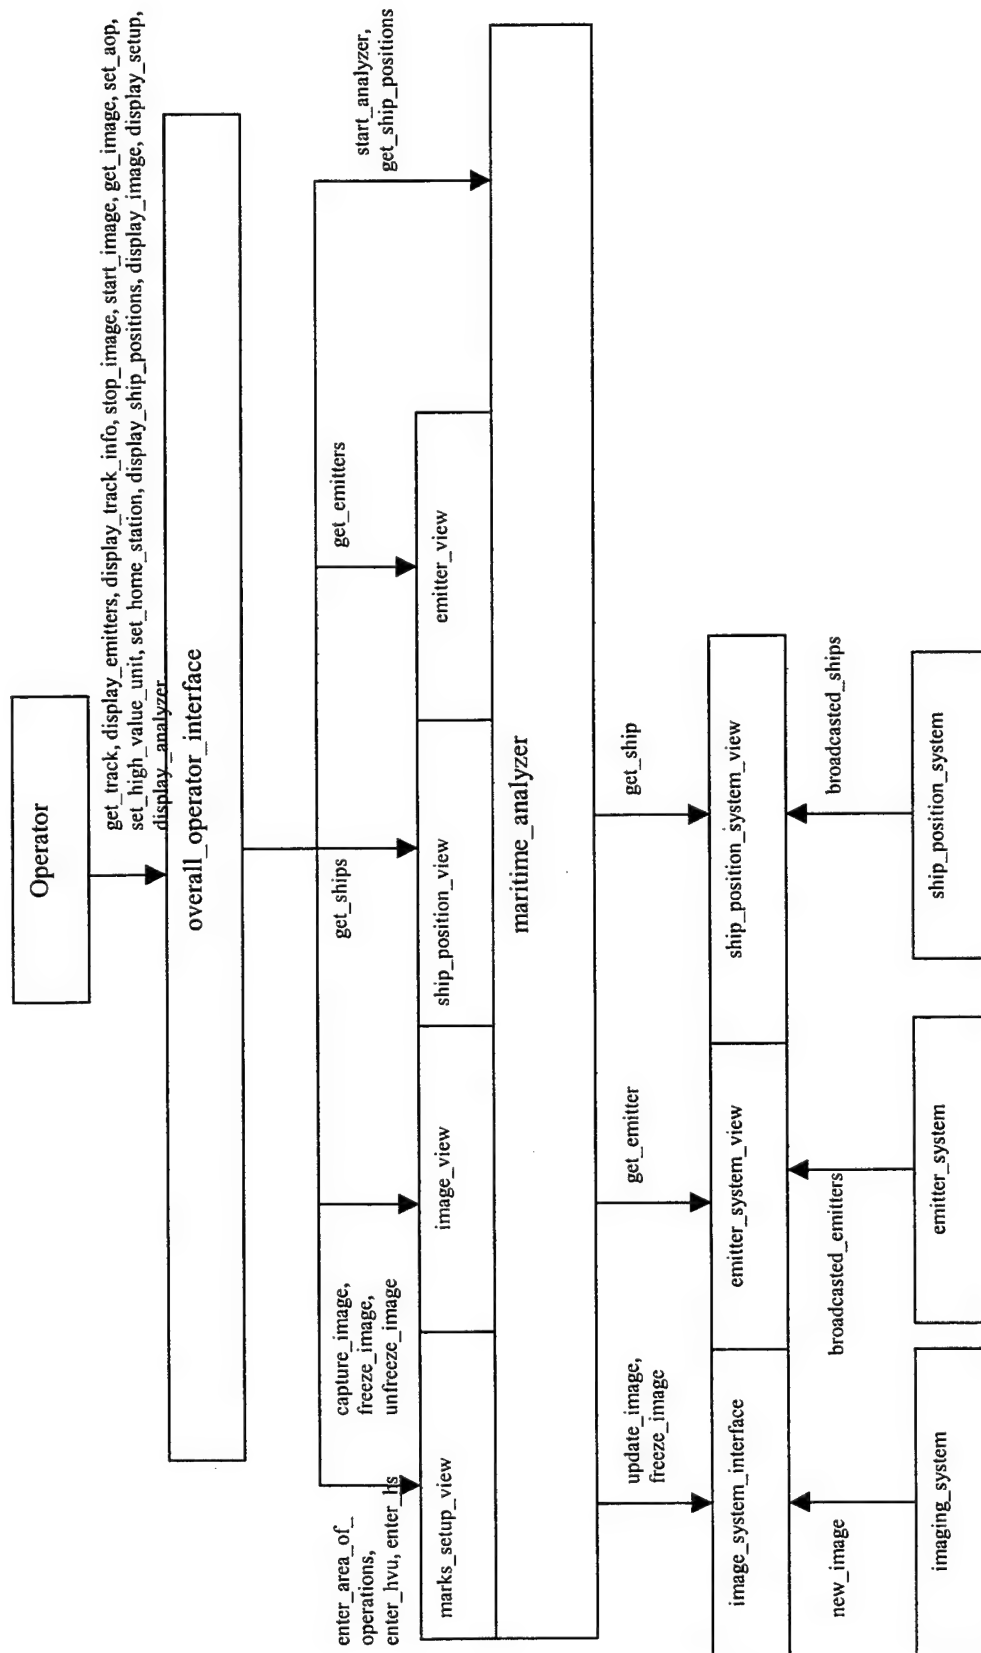 Operator
get_track, display_emitters, display_track_info, stop_image, start_image, get_image, set_aop,
set_high_value_unit, set_home_station, display_ship_positions, display_image, display_setup,
display_analyzer
overall_operator_interface
enter_area_of_
operations,
enter_hvu, enter_hs
capture_image,
freeze_image,
unfreeze_image
get_ships
get_emitters
start_analyzer,
get_ship_positions
marks_setup_view
image_view
ship_position_view
emitter_view
maritime_analyzer
update_image,
freeze_image
get_emitter
get_ship
image_system_interface
emitter_system_view
ship_position_system_view
new_image
broadcasted_emitters
broadcasted_ships
imaging_system
emitter_system
ship_position_system